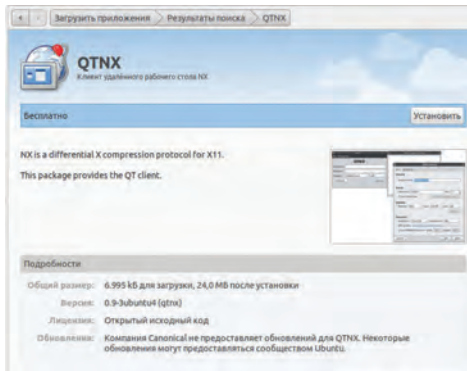 Загрузить приложения Результаты поиска QTNX
QTNX
Клиент удалённого рабочего стола NX
Бесплатно
Установить
NX is a differential X compression protocol for X11.
This package provides the QT client.
Подробности
Общий размер: 6.995 kБ для загрузки, 24,0 MБ после установки
Версия: 0.9-3ubuntu4 (qtnx)
Лицензия: Открытый исходный код
Обновления: Компания Canonical не предоставляет обновлений для QTNX. Некоторые
обновления могут предоставляться сообществом Ubuntu.